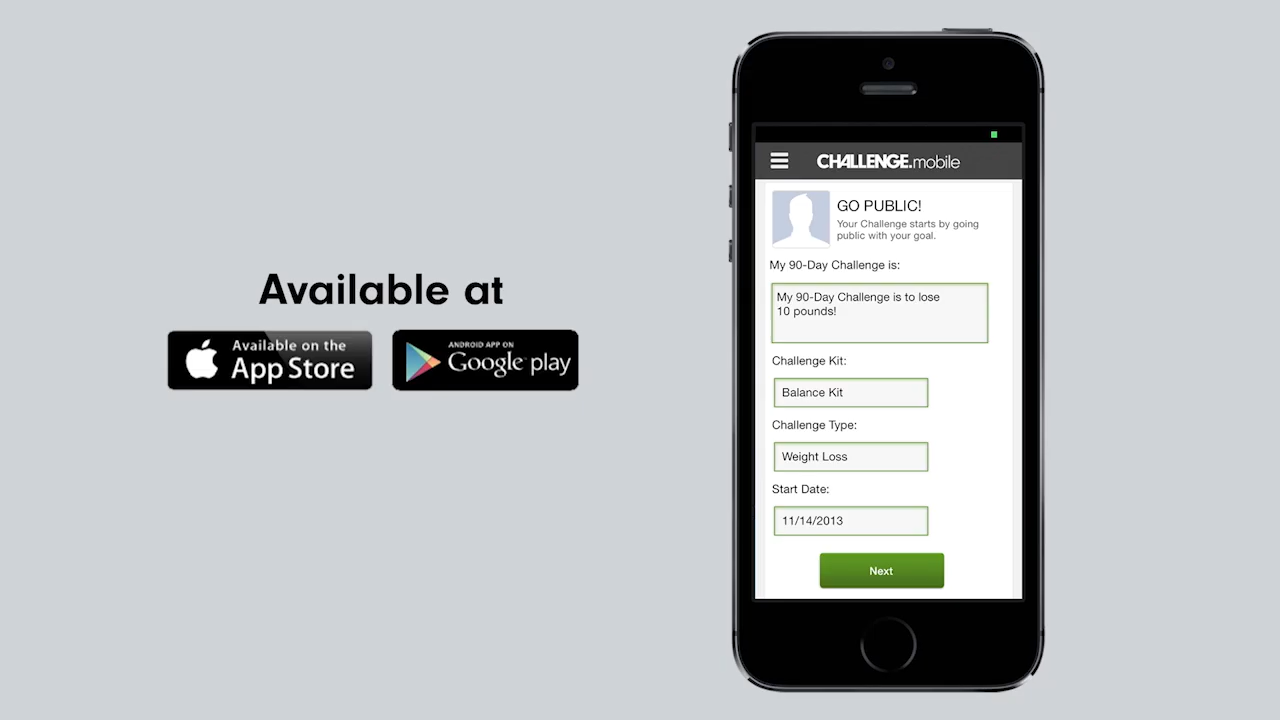 Available at
Available on the
App Store
ANDROID APP ON
Google play
CHALLENGE.mobile
GO PUBLIC!
Your Challenge starts by going
public with your goal.
My 90-Day Challenge is:
My 90-Day Challenge is to lose
10 pounds!
Challenge Kit:
Balance Kit
Challenge Type:
Weight Loss
Start Date:
11/14/2013
Next